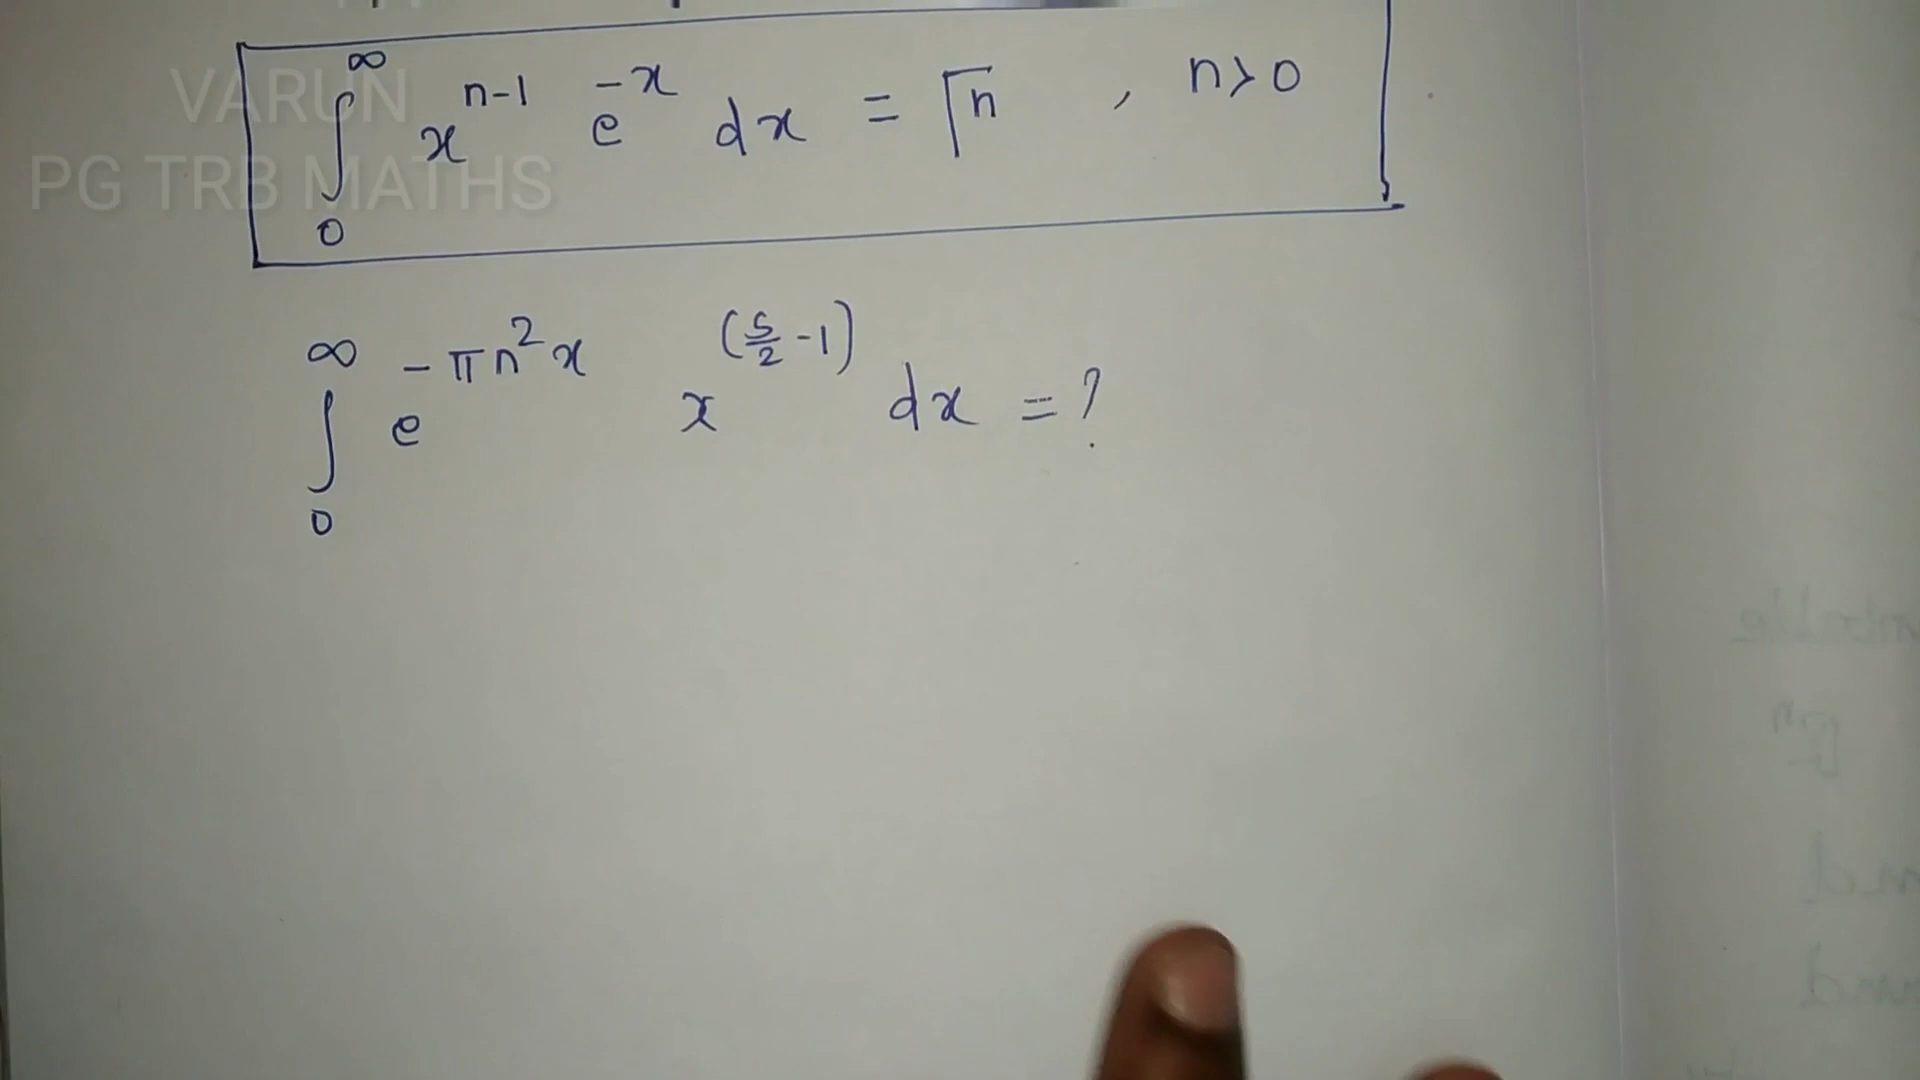 VARUN
PG TRB MATHS
∫₀^∞ x^{n-1} e^{-x} dx = Γn , n>0
∫₀^∞ e^{-πn²x} x^{(s/2 -1)} dx = ?